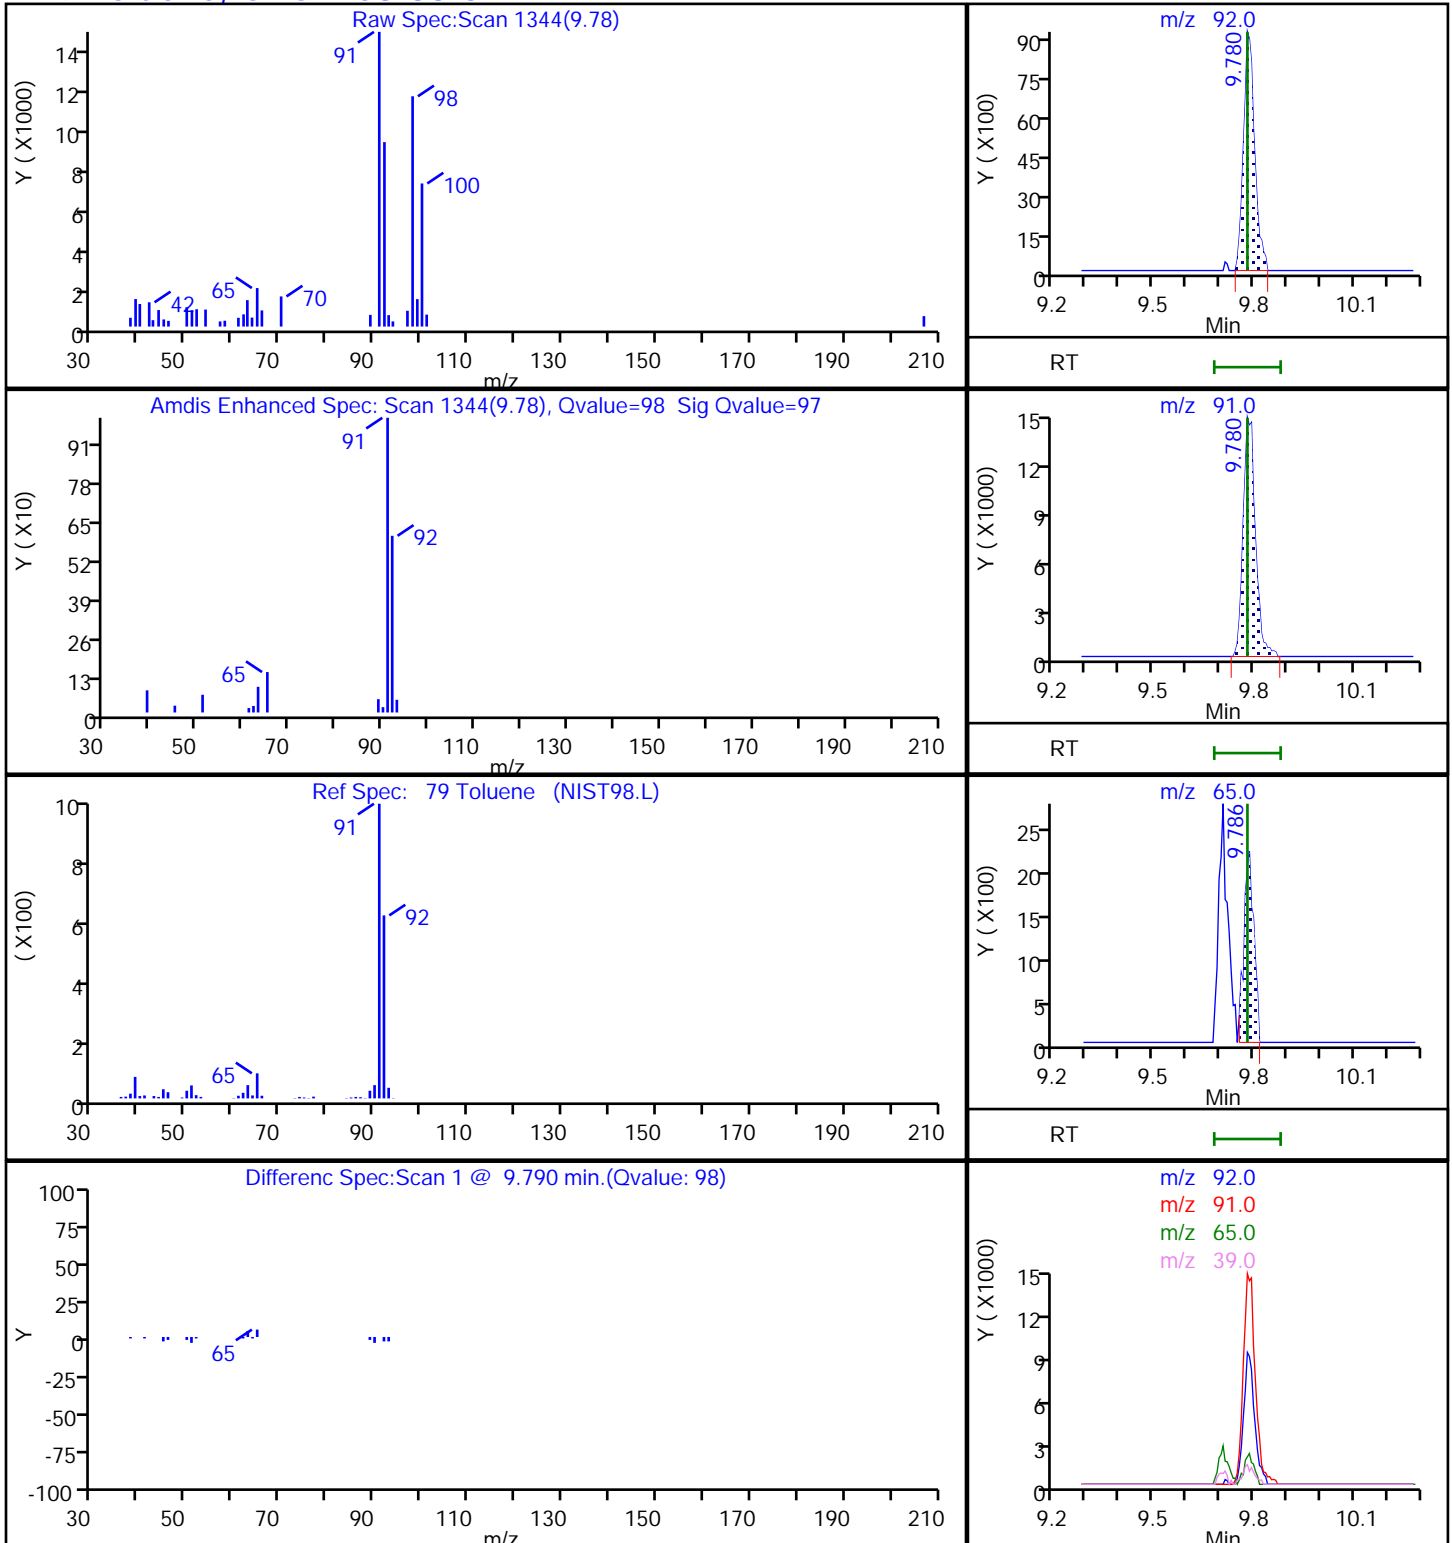 Raw Spec:Scan 1344(9.78)
Y ( X1000)
14
12
10
8
6
4
2
0
91
98
100
42
65
70
30 50 70 90 110 130 150 170 190 210
m/z
m/z 92.0
Y ( X100)
90
75
60
45
30
15
0
9.780
9.2 9.5 9.8 10.1
Min
RT
Amdis Enhanced Spec: Scan 1344(9.78), Qvalue=98 Sig Qvalue=97
Y ( X10)
91
78
65
52
39
26
13
0
91
92
65
30 50 70 90 110 130 150 170 190 210
m/z
m/z 91.0
Y ( X1000)
15
12
9
6
3
0
9.780
9.2 9.5 9.8 10.1
Min
RT
Ref Spec: 79 Toluene (NIST98.L)
( X100)
10
8
6
4
2
0
91
92
65
30 50 70 90 110 130 150 170 190 210
m/z 65.0
Y ( X100)
25
20
15
10
5
0
9.786
9.2 9.5 9.8 10.1
Min
RT
Differenc Spec:Scan 1 @ 9.790 min.(Qvalue: 98)
Y
100
75
50
25
0
-25
-50
-75
-100
65
30 50 70 90 110 130 150 170 190 210
m/z
m/z 92.0
m/z 91.0
m/z 65.0
m/z 39.0
Y ( X1000)
15
12
9
6
3
0
9.2 9.5 9.8 10.1
Min